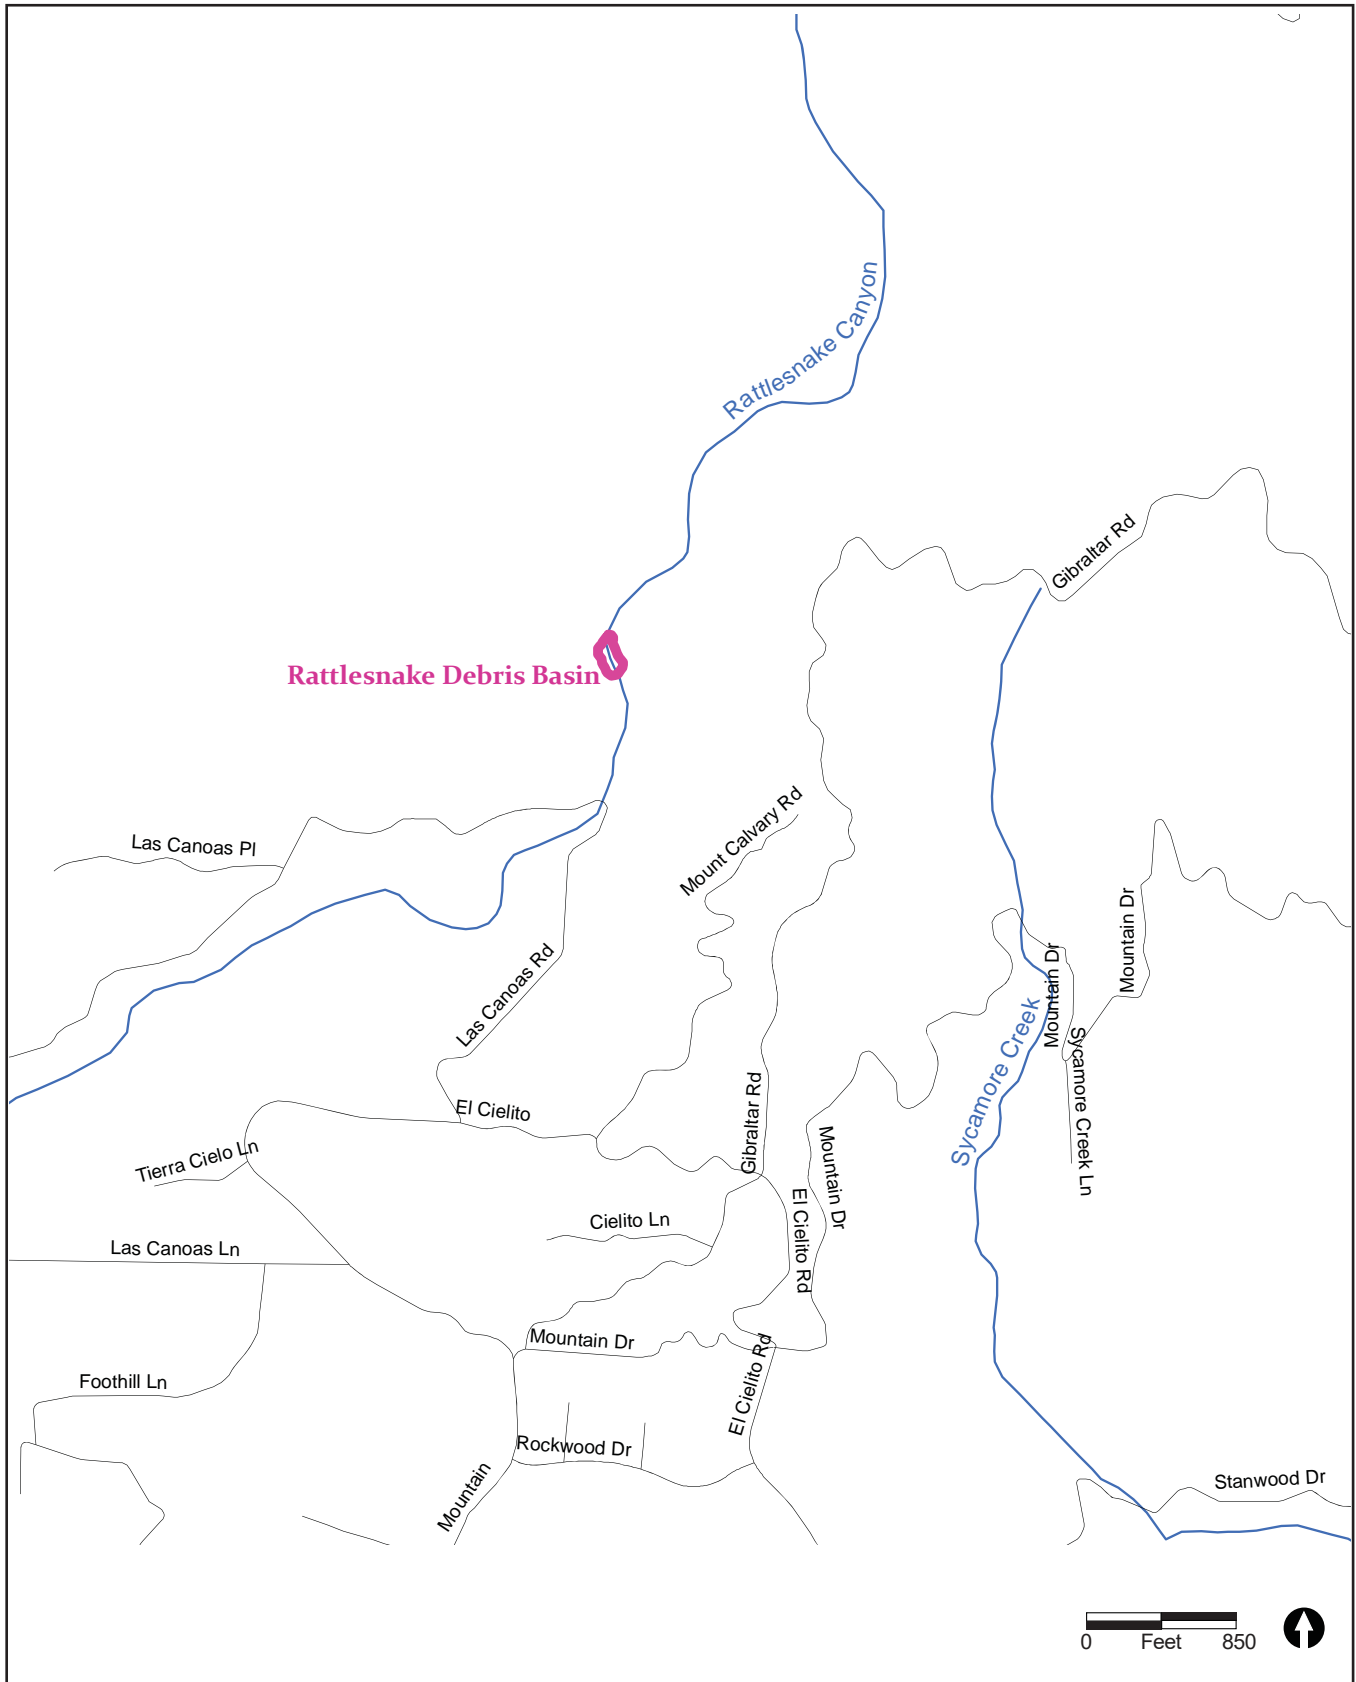 Rattlesnake Canyon
Gibraltar Rd
Rattlesnake Debris Basin
Mount Calvary Rd
Las Canoas Pl
Mountain Dr
Mountain Dr
Las Canoas Rd
Sycamore Creek
Sycamore Creek Ln
El Cielito
Gibraltar Rd
Mountain Dr
Tierra Cielo Ln
El Cielito Rd
Cielito Ln
Las Canoas Ln
Mountain Dr
El Cielito Rd
Foothill Ln
Rockwood Dr
Mountain
Stanwood Dr
0 Feet 850